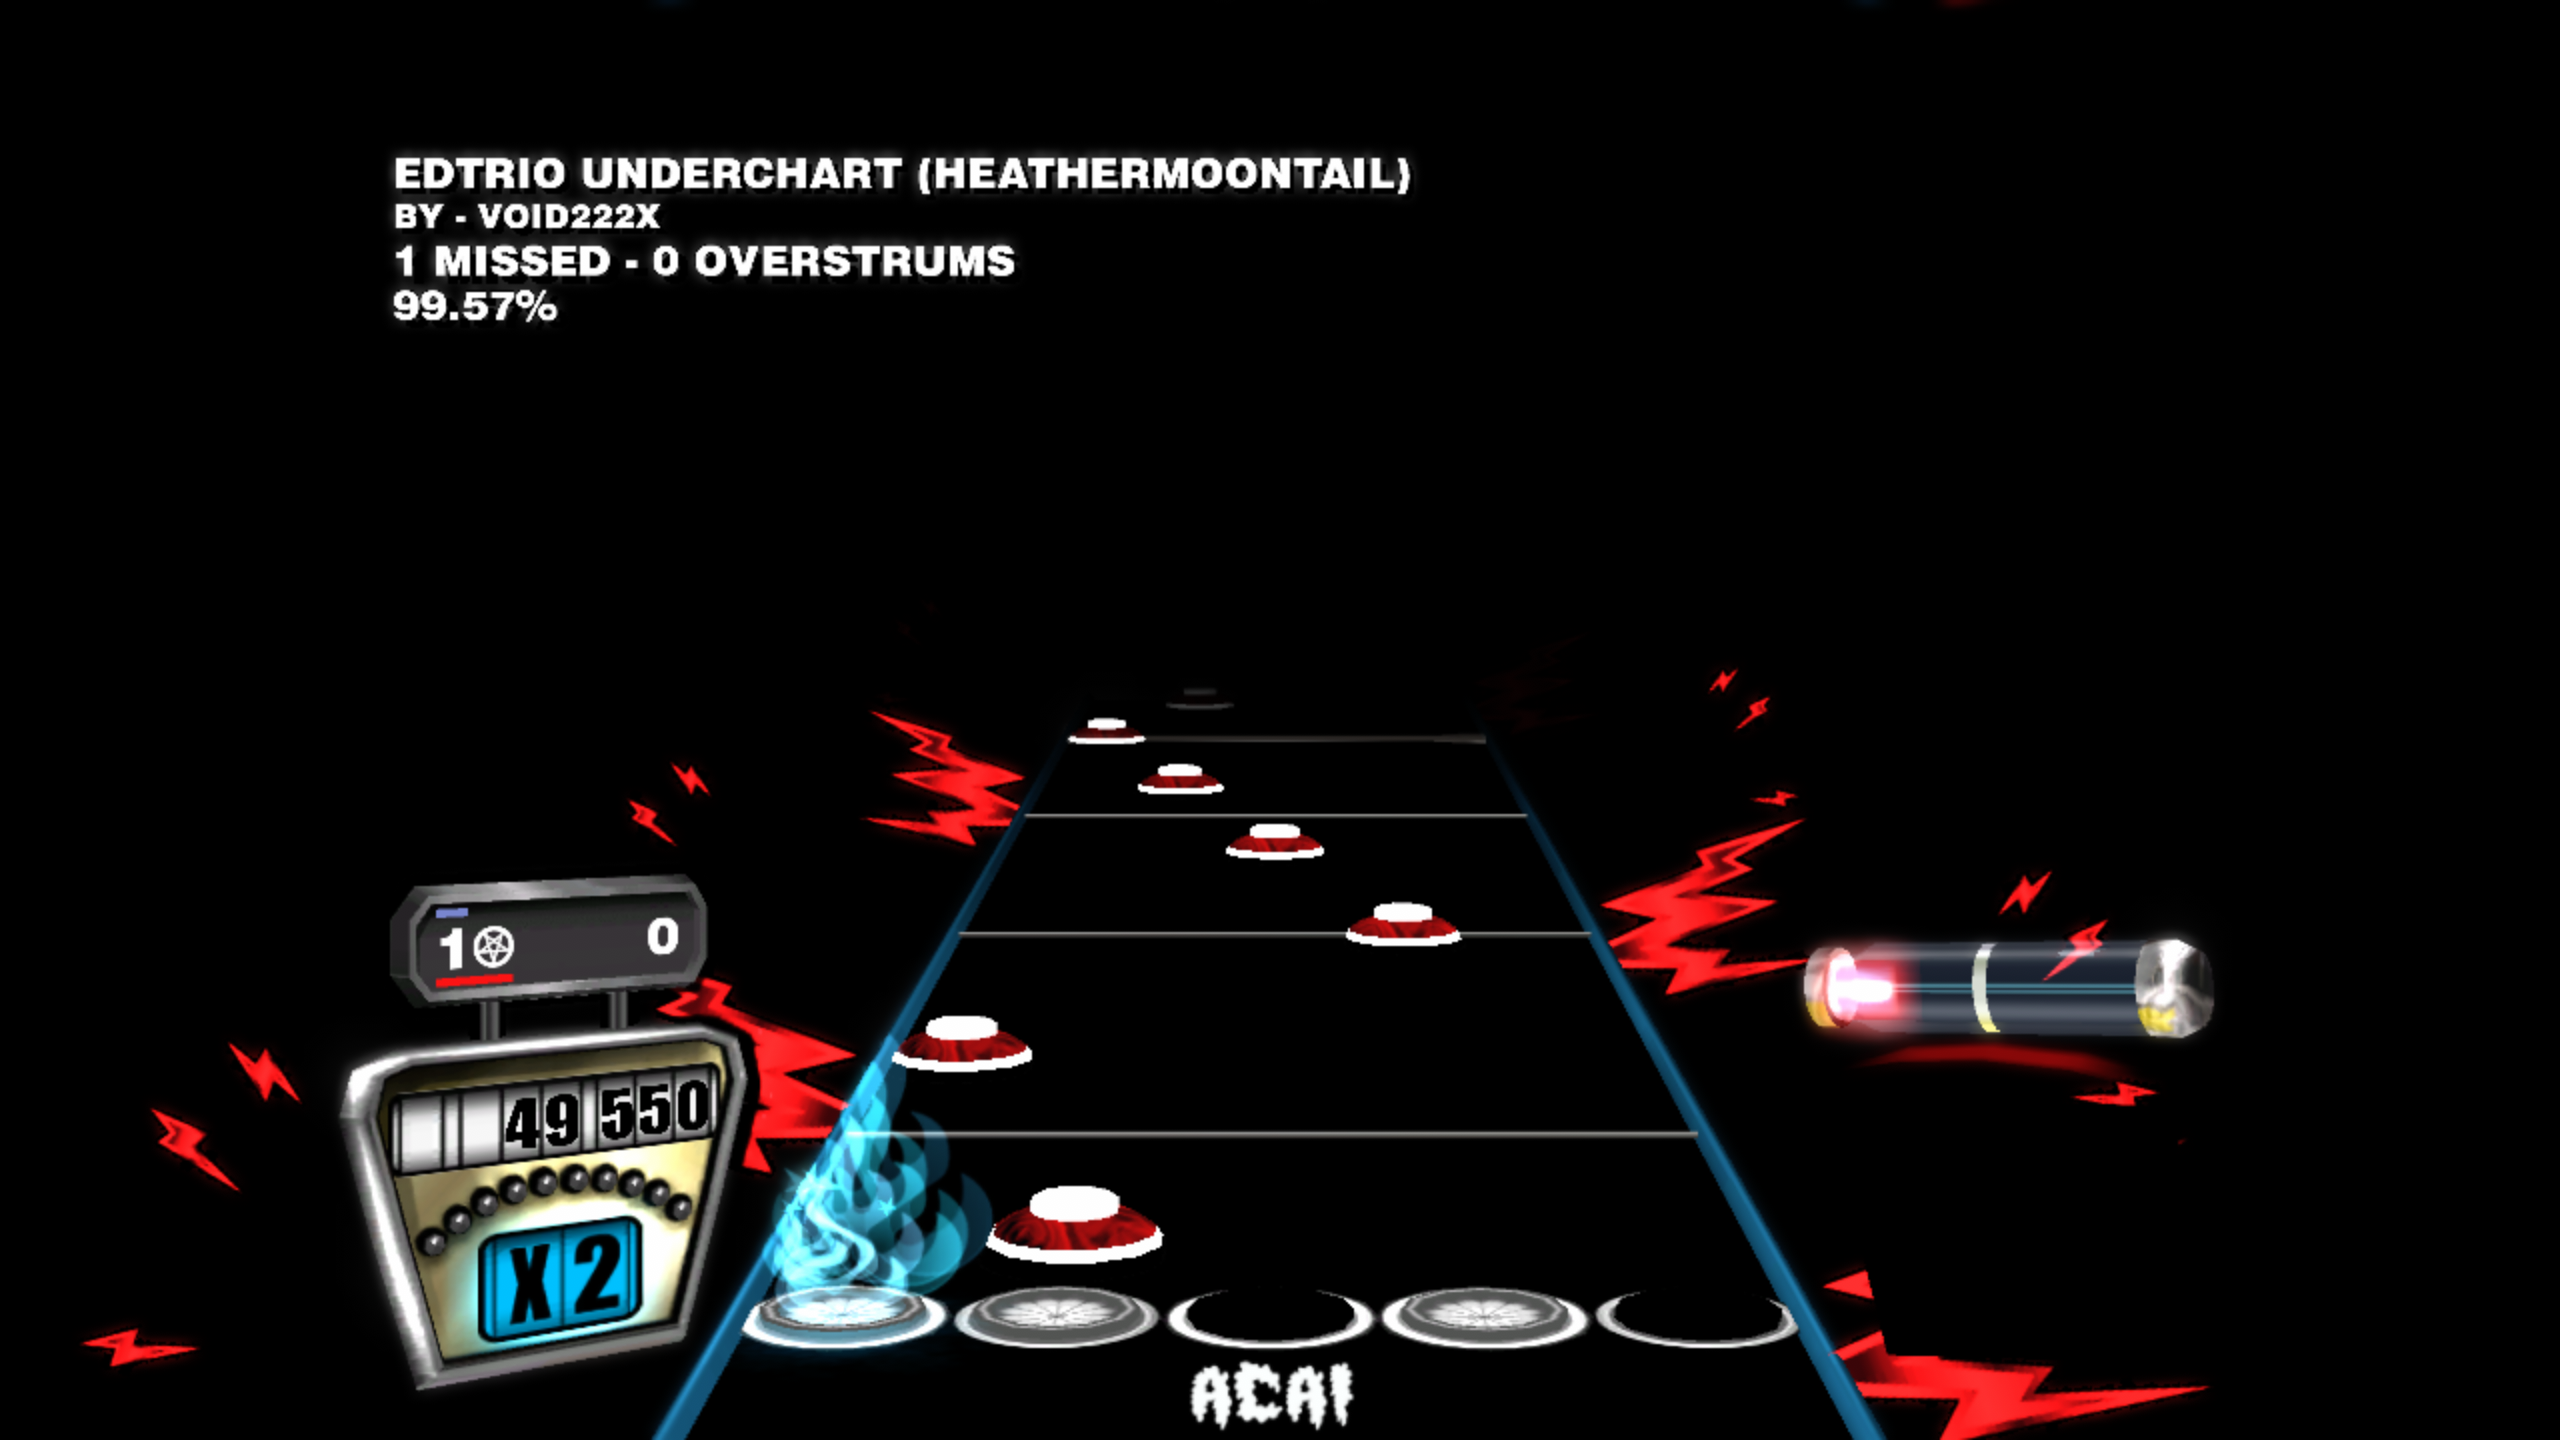 EDTRIO UNDERCHART (HEATHERMOONTAIL)
BY - VOID222X
1 MISSED - 0 OVERSTRUMS
99.57%
1 0
49 550
X2
ACAI